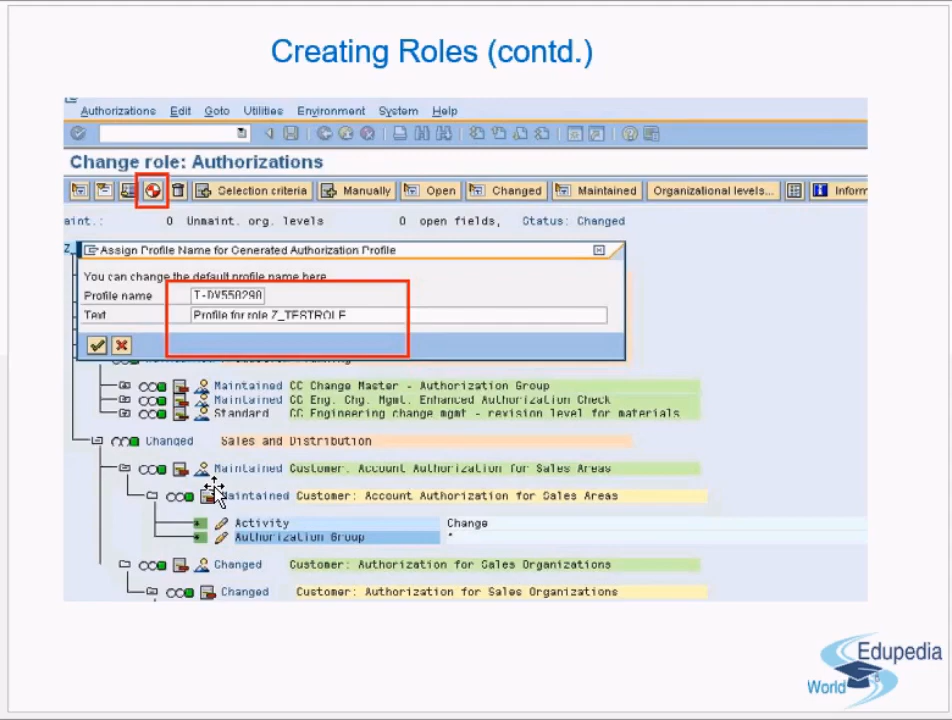 Creating Roles (contd.)
Authorizations Edit Goto Utilities Environment System Help
Change role: Authorizations
Selection criteria Manually Open Changed Maintained Organizational levels... Inform
aint.: 0 Unmaint. org. levels 0 open fields, Status: Changed
Z_
Assign Profile Name for Generated Authorization Profile
You can change the default profile name here
Profile name T-DV550290
Text Profile for role Z_TESTROLE
Maintained CC Change Master - Authorization Group
Maintained CC Eng. Chg. Mgmt. Enhanced Authorization Check
Standard CC Engineering change mgmt - revision level for materials
Changed Sales and Distribution
Maintained Customer: Account Authorization for Sales Areas
Maintained Customer: Account Authorization for Sales Areas
Activity Change
Authorization Group *
Changed Customer: Authorization for Sales Organizations
Changed Customer: Authorization for Sales Organizations
Edupedia
World